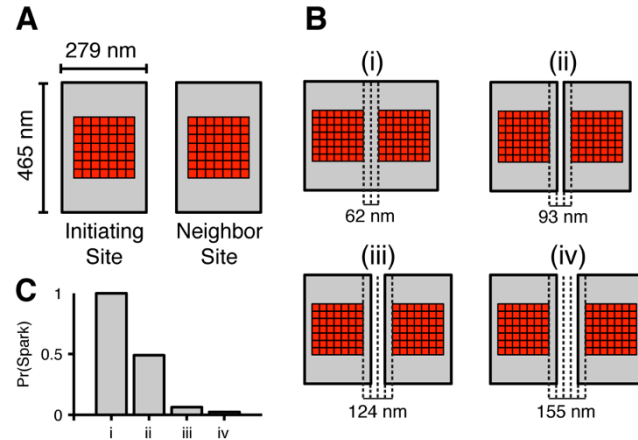 A
279 nm
465 nm
Initiating
Site
Neighbor
Site
B
(i)
62 nm
(ii)
93 nm
(iii)
124 nm
(iv)
155 nm
C
Pr(Spark)
1
0.5
0
i
ii
iii
iv